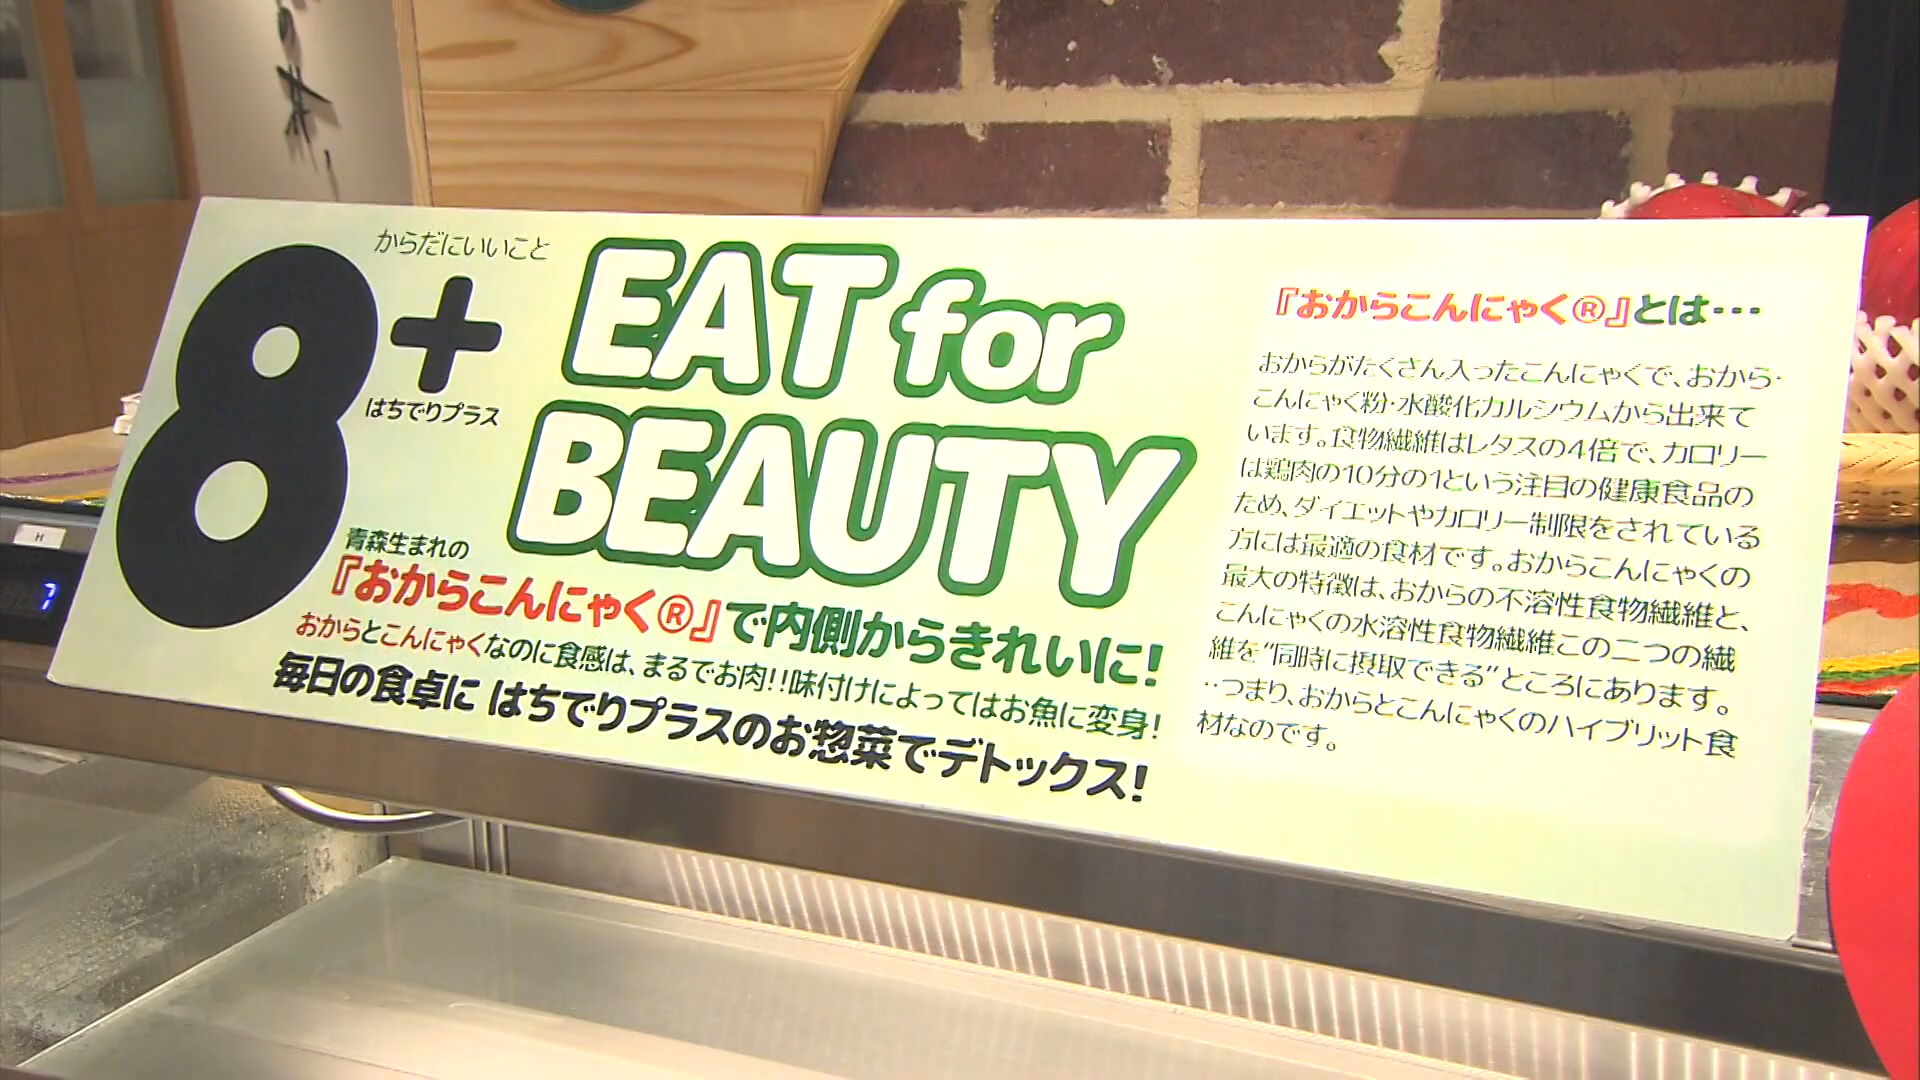 の井
からだにいいこと
8+
はちでりプラス
EAT for
BEAUTY
青森生まれの
『おからこんにゃく®』で内側からきれいに!
おからとこんにゃくなのに食感は、まるでお肉!!味付けによってはお魚に変身!
毎日の食卓に はちでりプラスのお惣菜でデトックス!
『おからこんにゃく®』とは・・・
おからがたくさん入ったこんにゃくで、おから・
こんにゃく粉・水酸化カルシウムから出来て
います。食物繊維はレタスの4倍で、カロリー
は鶏肉の10分の1という注目の健康食品の
ため、ダイエットやカロリー制限をされている
方には最適の食材です。おからこんにゃくの
最大の特徴は、おからの不溶性食物繊維と、
こんにゃくの水溶性食物繊維この二つの繊
維を"同時に摂取できる"ところにあります。
‥つまり、おからとこんにゃくのハイブリット食
材なのです。
H
7